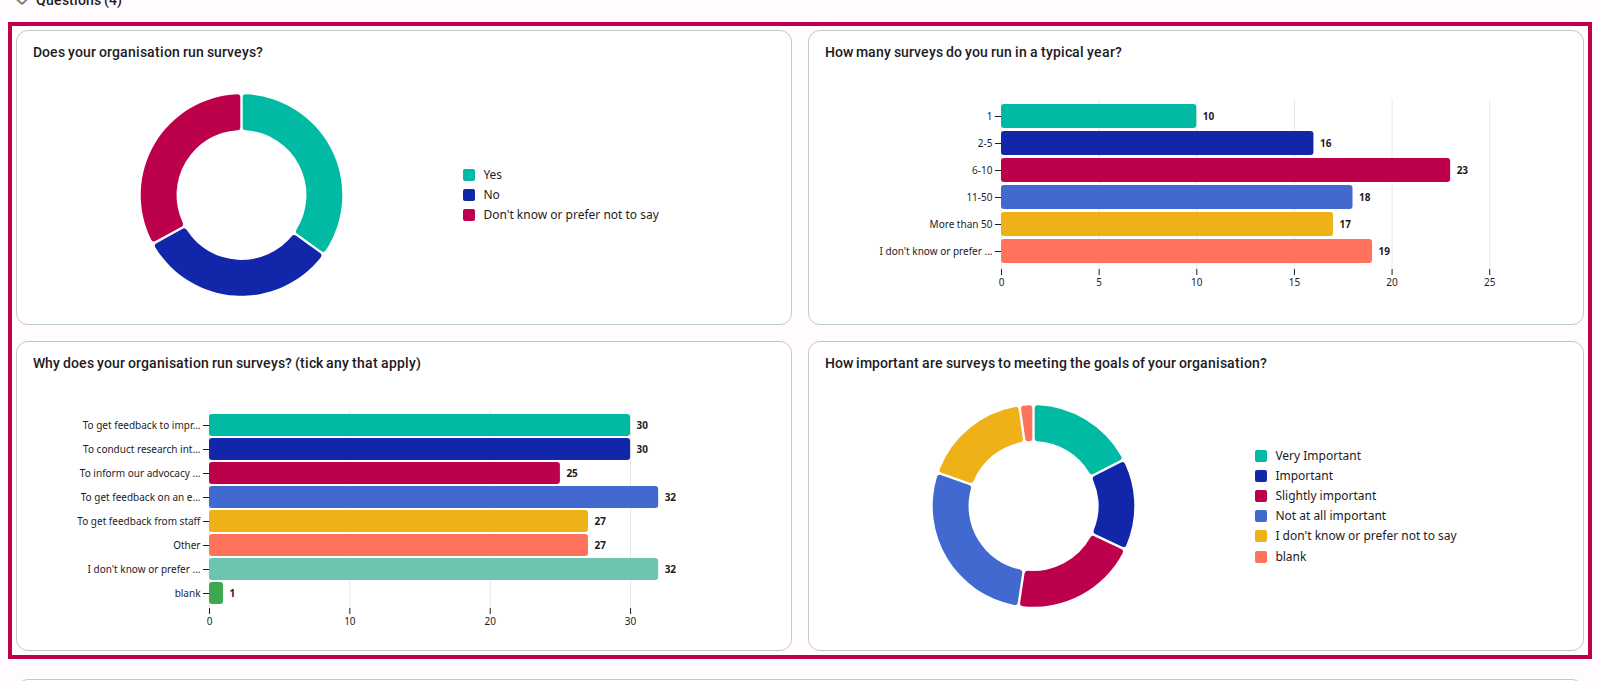 Questions (4)
Does your organisation run surveys?
Yes
No
Don't know or prefer not to say
How many surveys do you run in a typical year?
1 10
2-5 16
6-10 23
11-50 18
More than 50 17
I don't know or prefer ... 19
0 5 10 15 20 25
Why does your organisation run surveys? (tick any that apply)
To get feedback to impr... 30
To conduct research int... 30
To inform our advocacy ... 25
To get feedback on an e... 32
To get feedback from staff 27
Other 27
I don't know or prefer ... 32
blank 1
0 10 20 30
How important are surveys to meeting the goals of your organisation?
Very Important
Important
Slightly important
Not at all important
I don't know or prefer not to say
blank